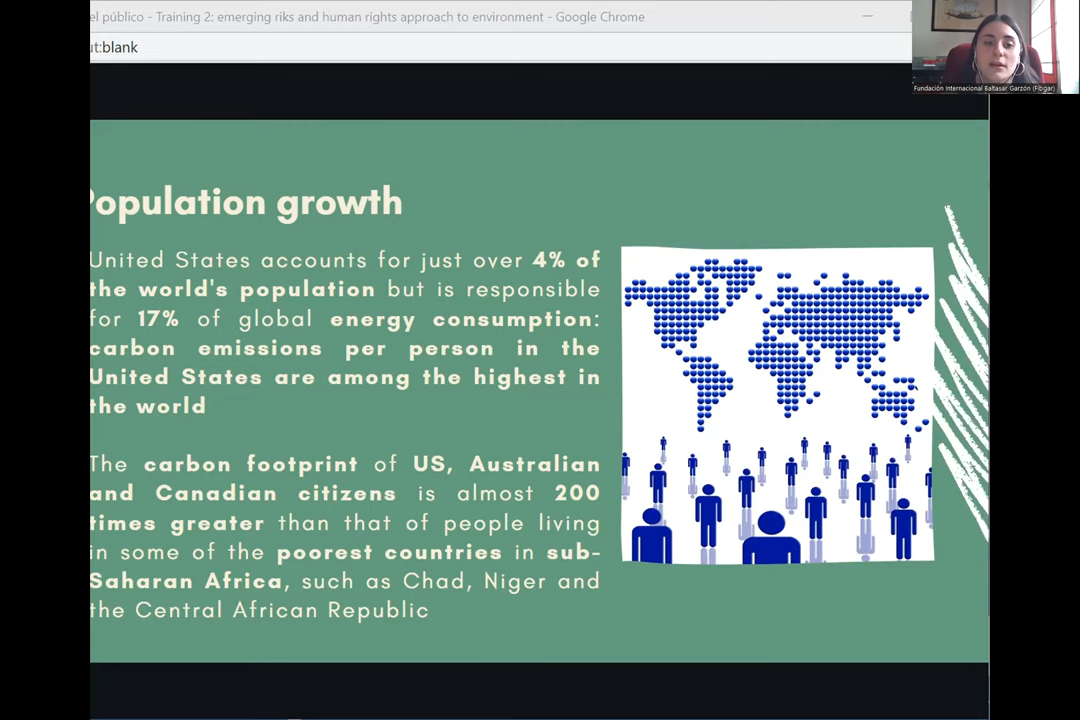 el público - Training 2: emerging riks and human rights approach to environment - Google Chrome
ut:blank
Fundación Internacional Baltasar Garzón (Fibgar)
Population growth
United States accounts for just over 4% of
the world's population but is responsible
for 17% of global energy consumption:
carbon emissions per person in the
United States are among the highest in
the world
The carbon footprint of US, Australian
and Canadian citizens is almost 200
times greater than that of people living
in some of the poorest countries in sub-
Saharan Africa, such as Chad, Niger and
the Central African Republic